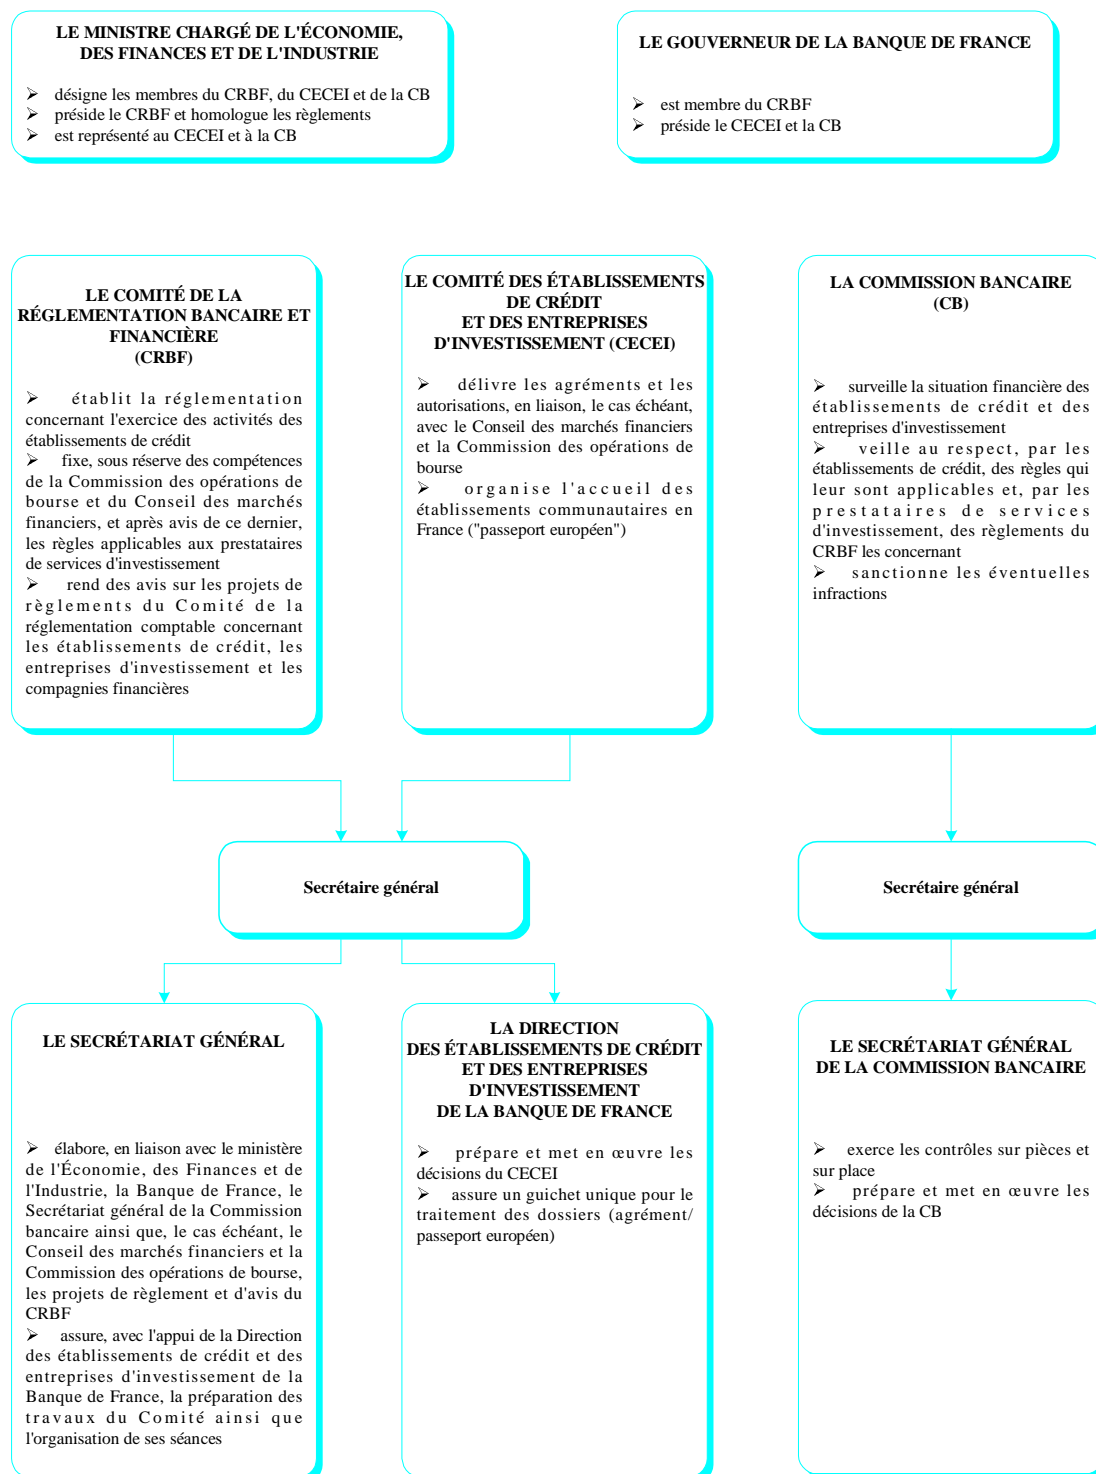 LE MINISTRE CHARGÉ DE L'ÉCONOMIE,
DES FINANCES ET DE L'INDUSTRIE
➢ désigne les membres du CRBF, du CECEI et de la CB
➢ préside le CRBF et homologue les règlements
➢ est représenté au CECEI et à la CB
LE GOUVERNEUR DE LA BANQUE DE FRANCE
➢ est membre du CRBF
➢ préside le CECEI et la CB
LE COMITÉ DE LA
RÉGLEMENTATION BANCAIRE ET
FINANCIÈRE
(CRBF)
➢ établit la réglementation
concernant l'exercice des activités des
établissements de crédit
➢ fixe, sous réserve des compétences
de la Commission des opérations de
bourse et du Conseil des marchés
financiers, et après avis de ce dernier,
les règles applicables aux prestataires
de services d'investissement
➢ rend des avis sur les projets de
règlements du Comité de la
réglementation comptable concernant
les établissements de crédit, les
entreprises d'investissement et les
compagnies financières
LE COMITÉ DES ÉTABLISSEMENTS
DE CRÉDIT
ET DES ENTREPRISES
D'INVESTISSEMENT (CECEI)
➢ délivre les agréments et les
autorisations, en liaison, le cas échéant,
avec le Conseil des marchés financiers
et la Commission des opérations de
bourse
➢ organise l'accueil des
établissements communautaires en
France ("passeport européen")
LA COMMISSION BANCAIRE
(CB)
➢ surveille la situation financière des
établissements de crédit et des
entreprises d'investissement
➢ veille au respect, par les
établissements de crédit, des règles qui
leur sont applicables et, par les
prestataires de services
d'investissement, des règlements du
CRBF les concernant
➢ sanctionne les éventuelles
infractions
Secrétaire général
Secrétaire général
LE SECRÉTARIAT GÉNÉRAL
➢ élabore, en liaison avec le ministère
de l'Économie, des Finances et de
l'Industrie, la Banque de France, le
Secrétariat général de la Commission
bancaire ainsi que, le cas échéant, le
Conseil des marchés financiers et la
Commission des opérations de bourse,
les projets de règlement et d'avis du
CRBF
➢ assure, avec l'appui de la Direction
des établissements de crédit et des
entreprises d'investissement de la
Banque de France, la préparation des
travaux du Comité ainsi que
l'organisation de ses séances
LA DIRECTION
DES ÉTABLISSEMENTS DE CRÉDIT
ET DES ENTREPRISES
D'INVESTISSEMENT
DE LA BANQUE DE FRANCE
➢ prépare et met en œuvre les
décisions du CECEI
➢ assure un guichet unique pour le
traitement des dossiers (agrément/
passeport européen)
LE SECRÉTARIAT GÉNÉRAL
DE LA COMMISSION BANCAIRE
➢ exerce les contrôles sur pièces et
sur place
➢ prépare et met en œuvre les
décisions de la CB